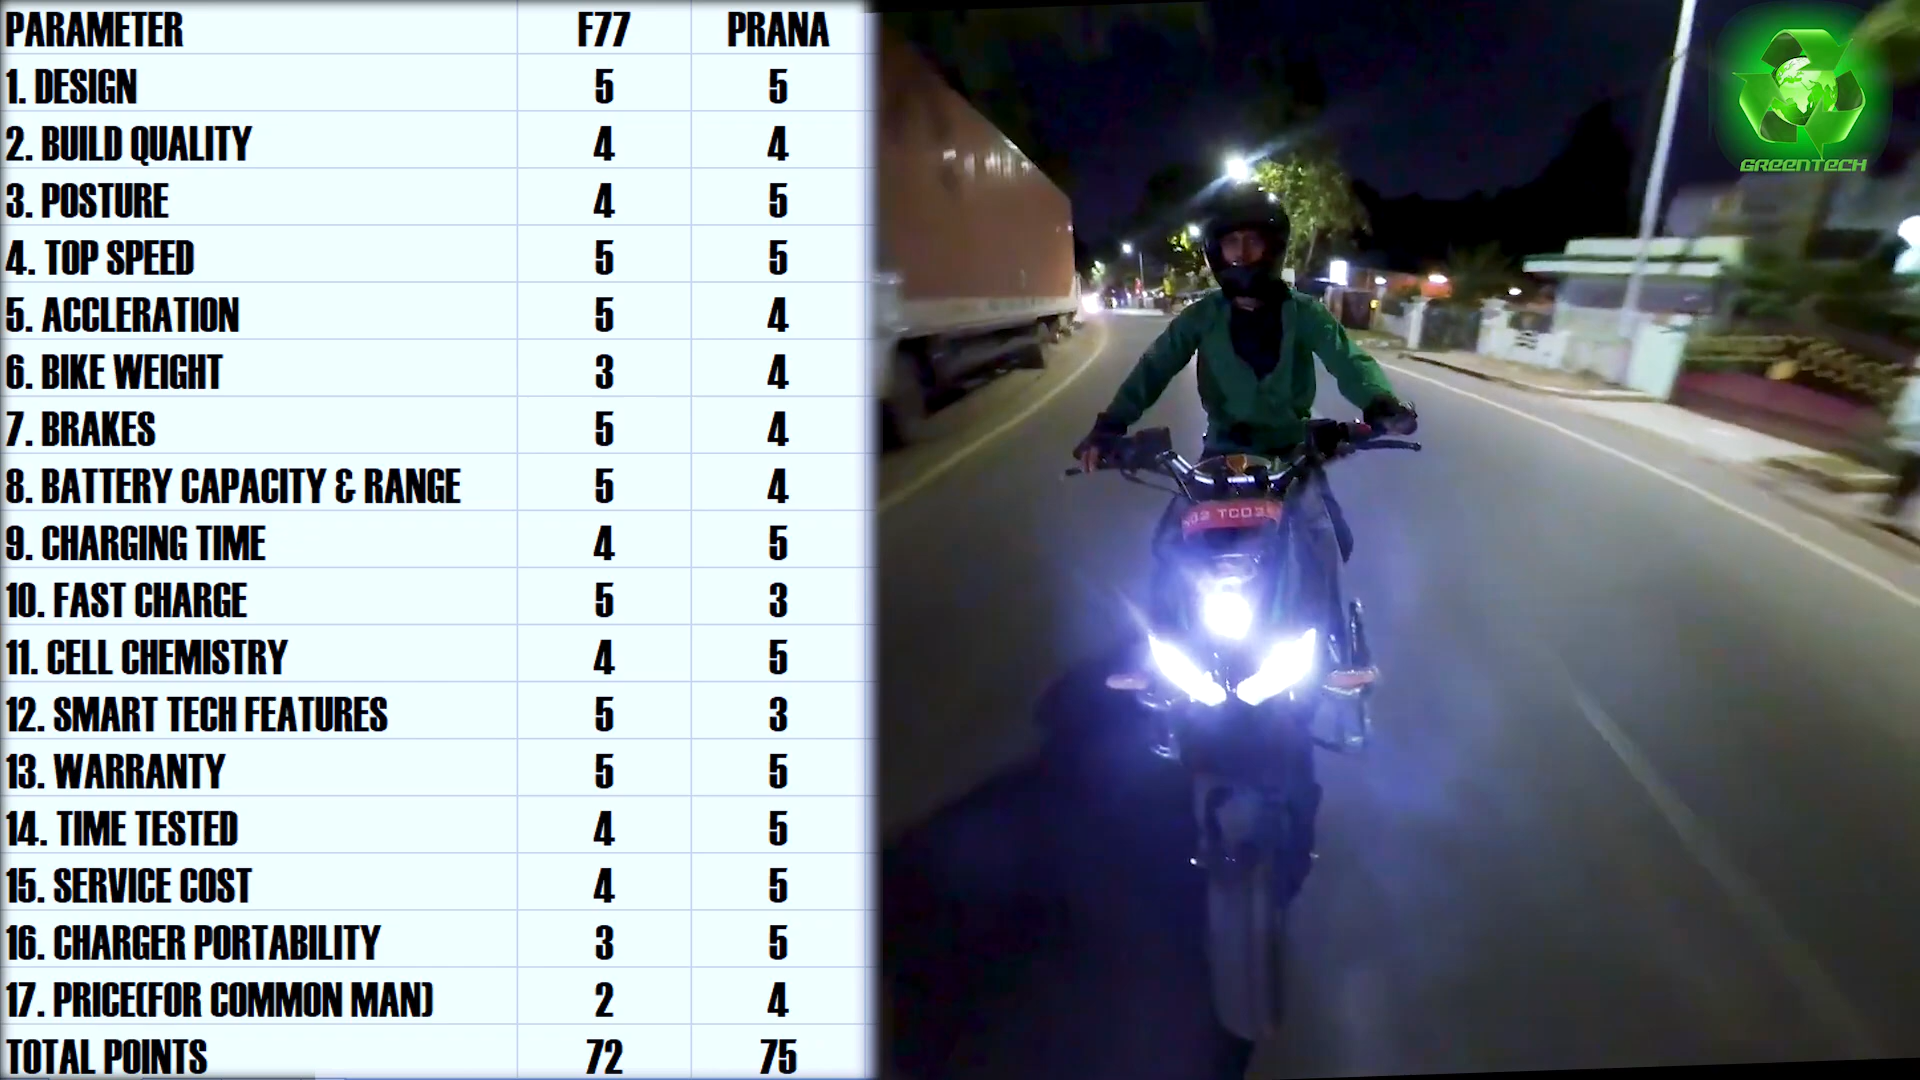 PARAMETER F77 PRANA
1. DESIGN 5 5
2. BUILD QUALITY 4 4
3. POSTURE 4 5
4. TOP SPEED 5 5
5. ACCLERATION 5 4
6. BIKE WEIGHT 3 4
7. BRAKES 5 4
8. BATTERY CAPACITY & RANGE 5 4
9. CHARGING TIME 4 5
10. FAST CHARGE 5 3
11. CELL CHEMISTRY 4 5
12. SMART TECH FEATURES 5 3
13. WARRANTY 5 5
14. TIME TESTED 4 5
15. SERVICE COST 4 5
16. CHARGER PORTABILITY 3 5
17. PRICE(FOR COMMON MAN) 2 4
TOTAL POINTS 72 75
GREENTECH